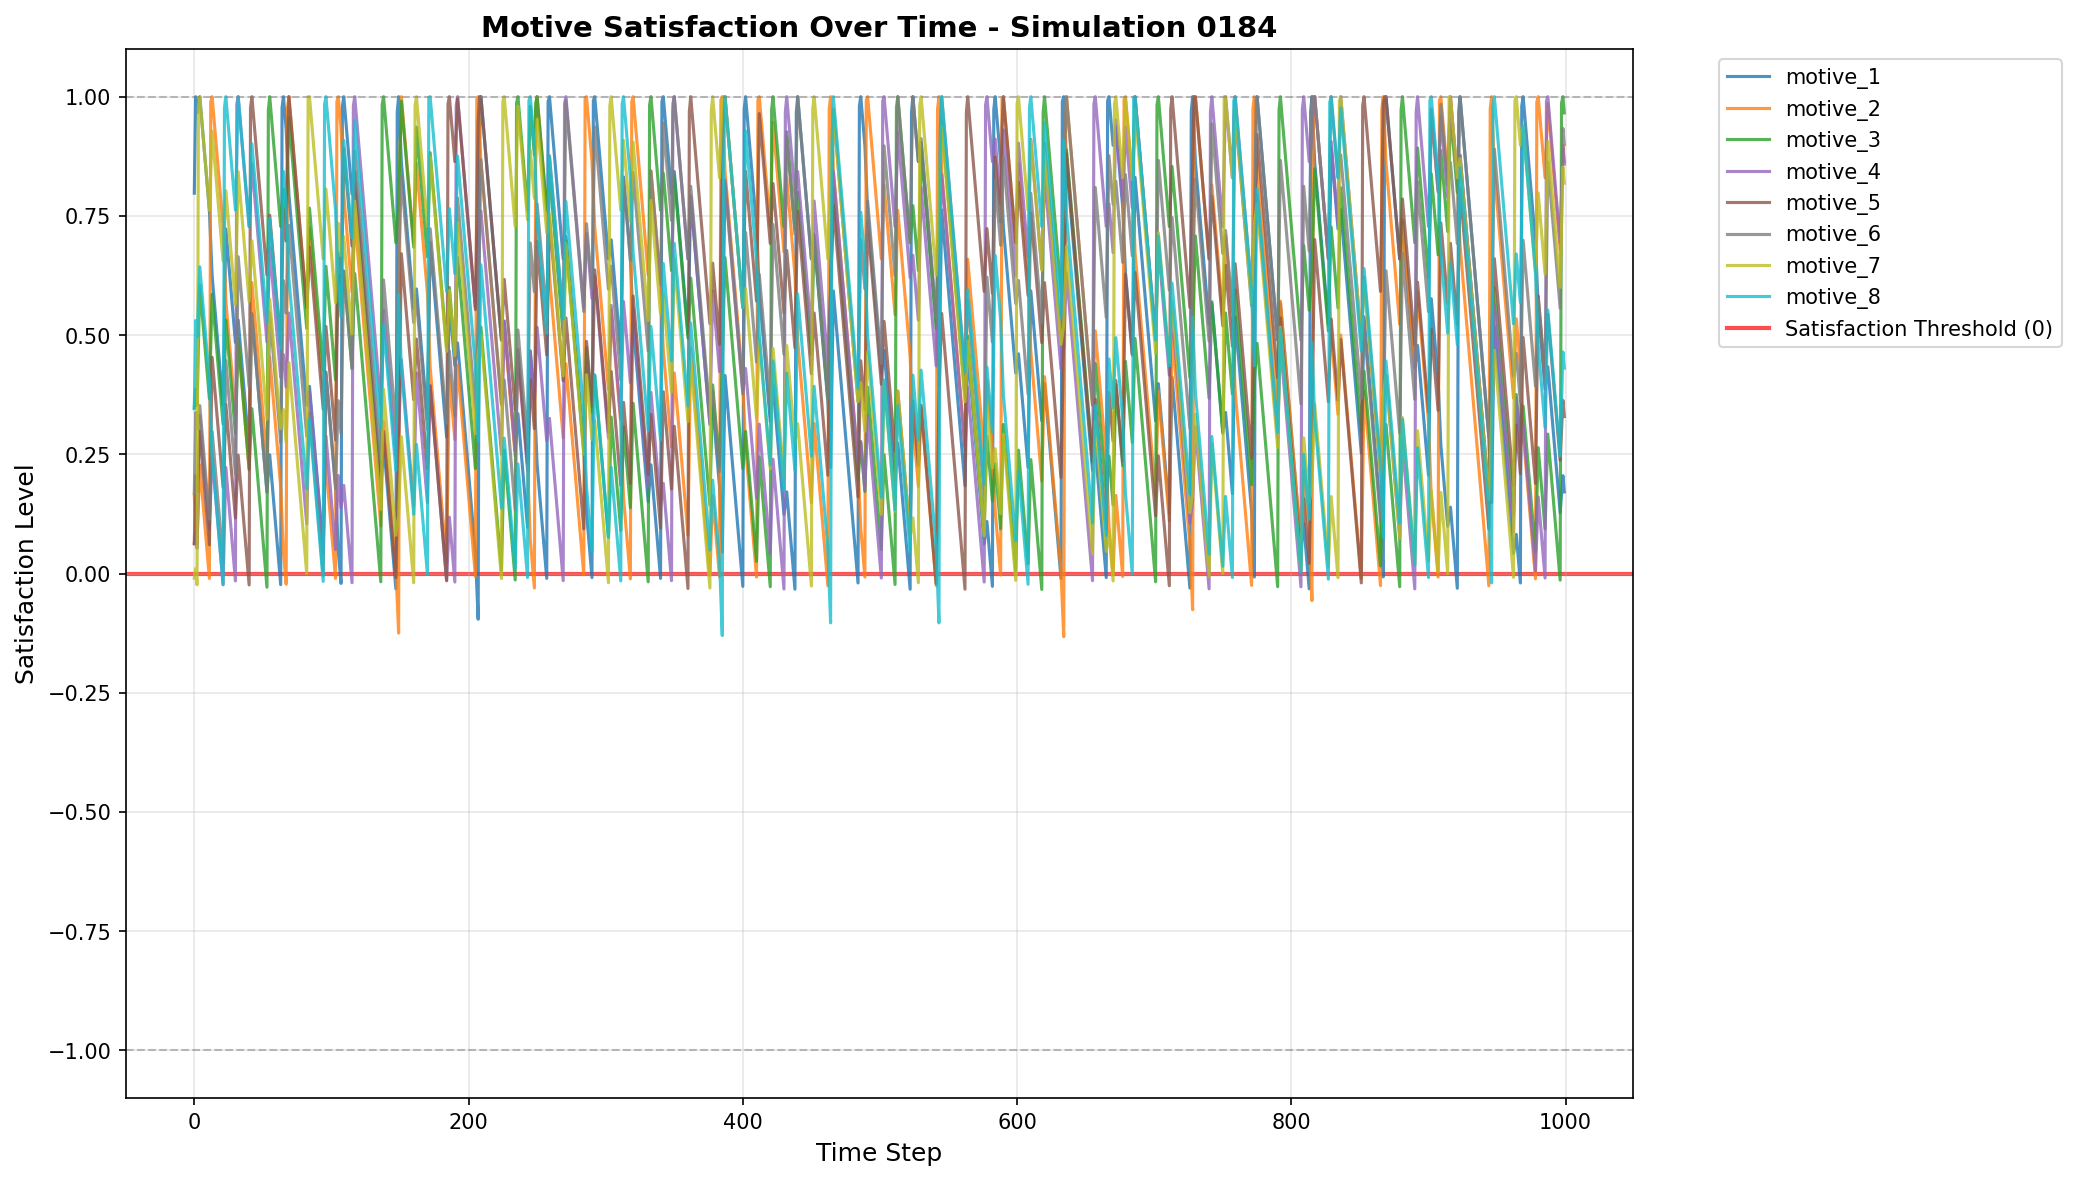 Motive Satisfaction Over Time - Simulation 0184
Satisfaction Level
1.00
0.75
0.50
0.25
0.00
−0.25
−0.50
−0.75
−1.00
0
200
400
600
800
1000
Time Step
motive_1
motive_2
motive_3
motive_4
motive_5
motive_6
motive_7
motive_8
Satisfaction Threshold (0)